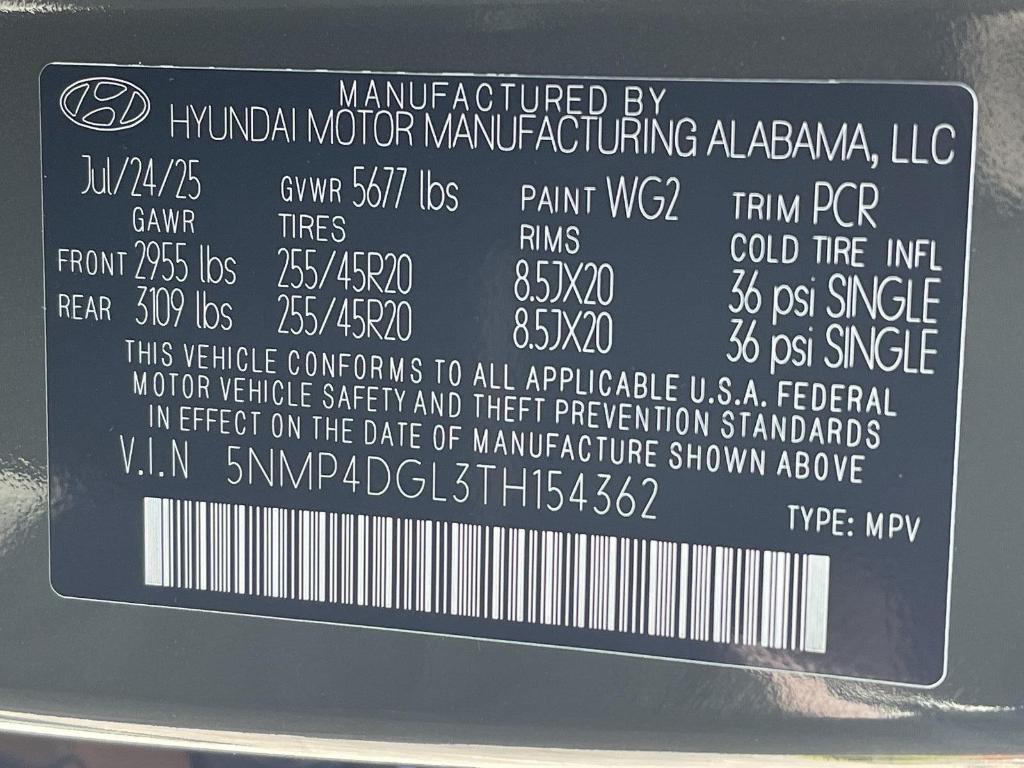 MANUFACTURED BY
HYUNDAI MOTOR MANUFACTURING ALABAMA, LLC
Jul/24/25 GVWR 5677 lbs PAINT WG2 TRIM PCR
GAWR TIRES RIMS COLD TIRE INFL
FRONT 2955 lbs 255/45R20 8.5JX20 36 psi SINGLE
REAR 3109 lbs 255/45R20 8.5JX20 36 psi SINGLE
THIS VEHICLE CONFORMS TO ALL APPLICABLE U.S.A. FEDERAL
MOTOR VEHICLE SAFETY AND THEFT PREVENTION STANDARDS
IN EFFECT ON THE DATE OF MANUFACTURE SHOWN ABOVE
V.I.N 5NMP4DGL3TH154362
TYPE: MPV